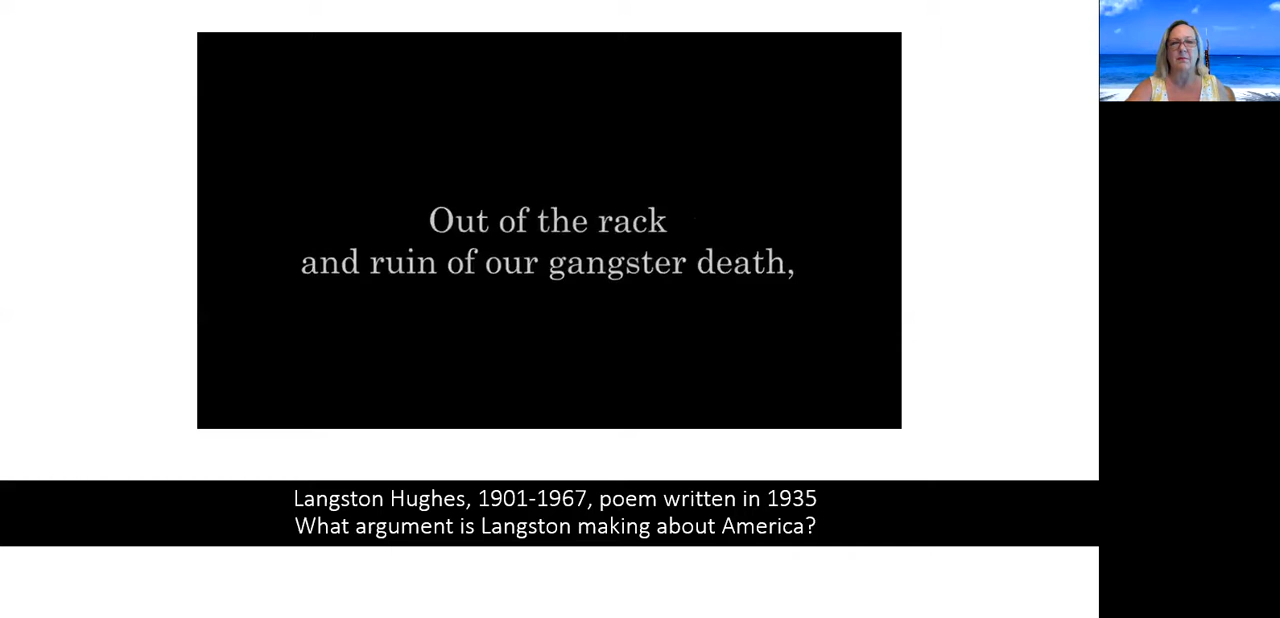 Out of the rack
and ruin of our gangster death,
Langston Hughes, 1901-1967, poem written in 1935
What argument is Langston making about America?